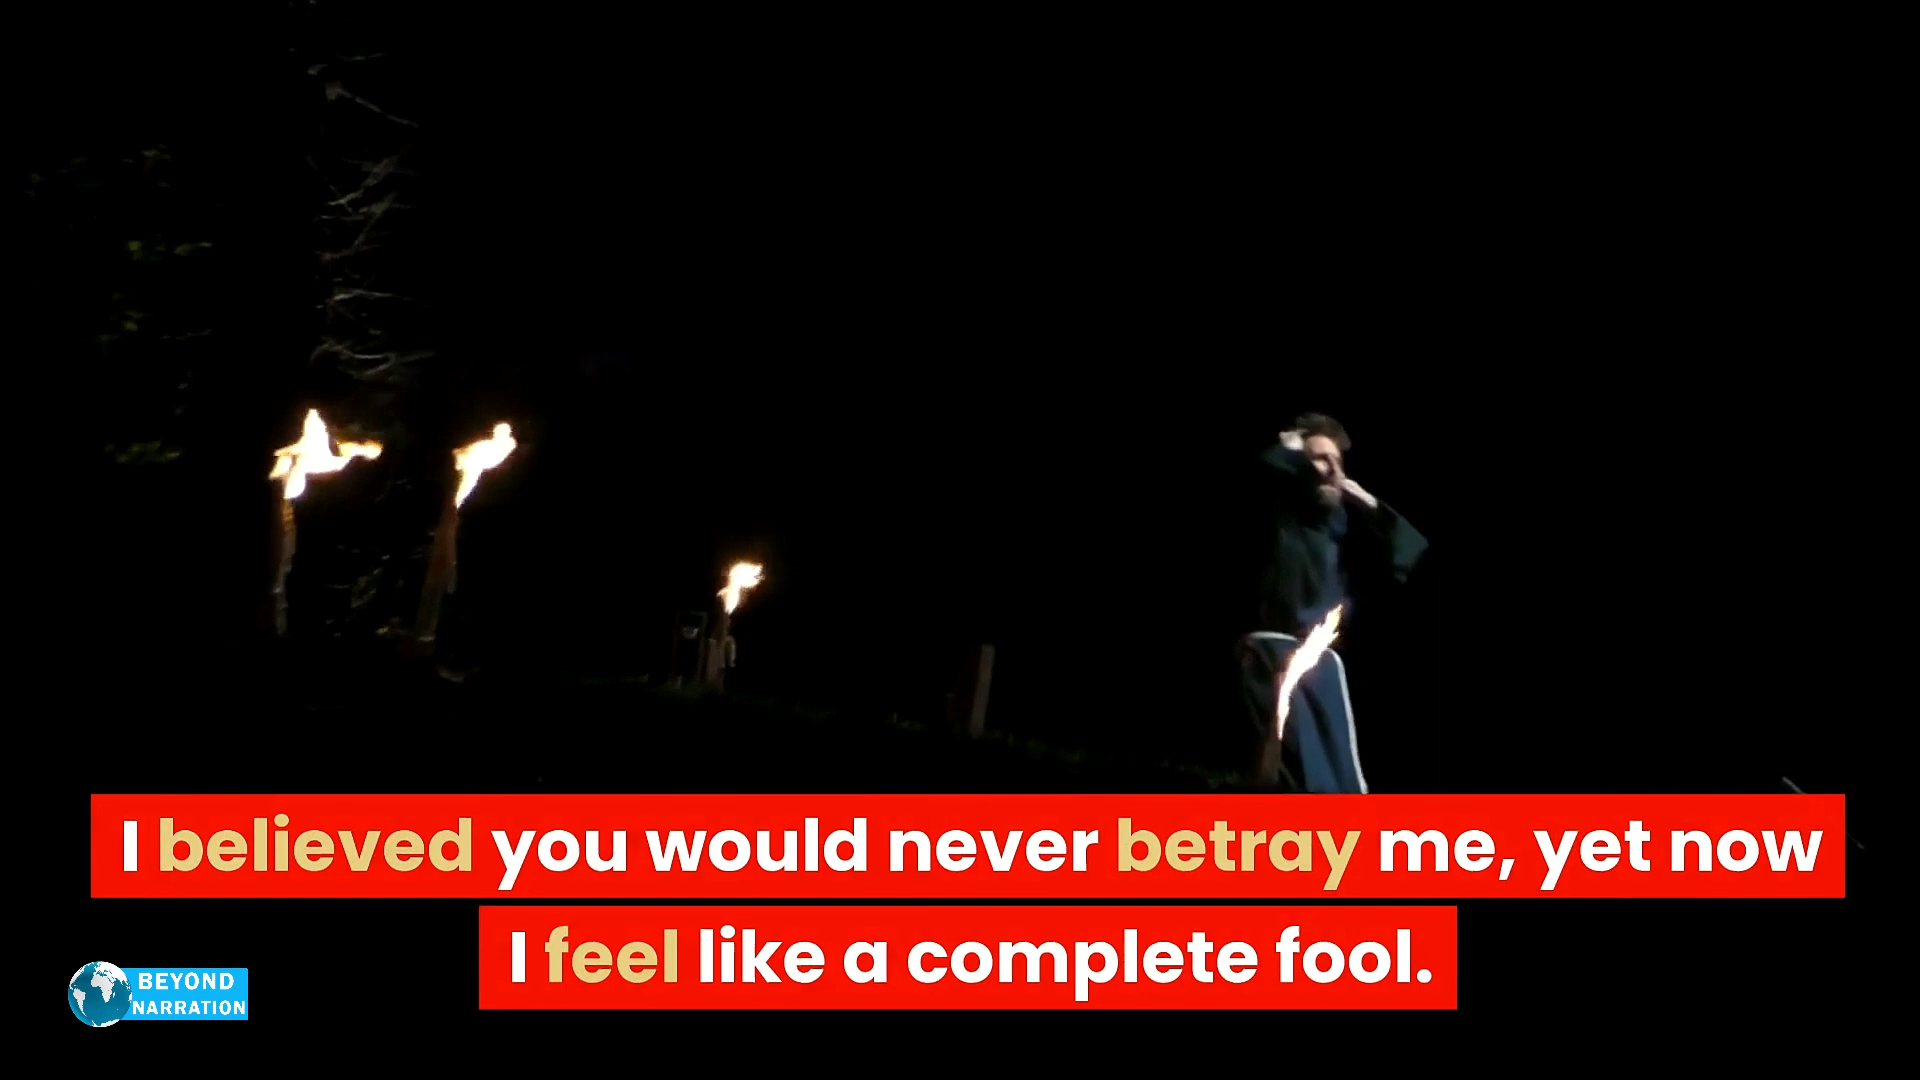 I believed you would never betray me, yet now
I feel like a complete fool.
BEYOND
NARRATION